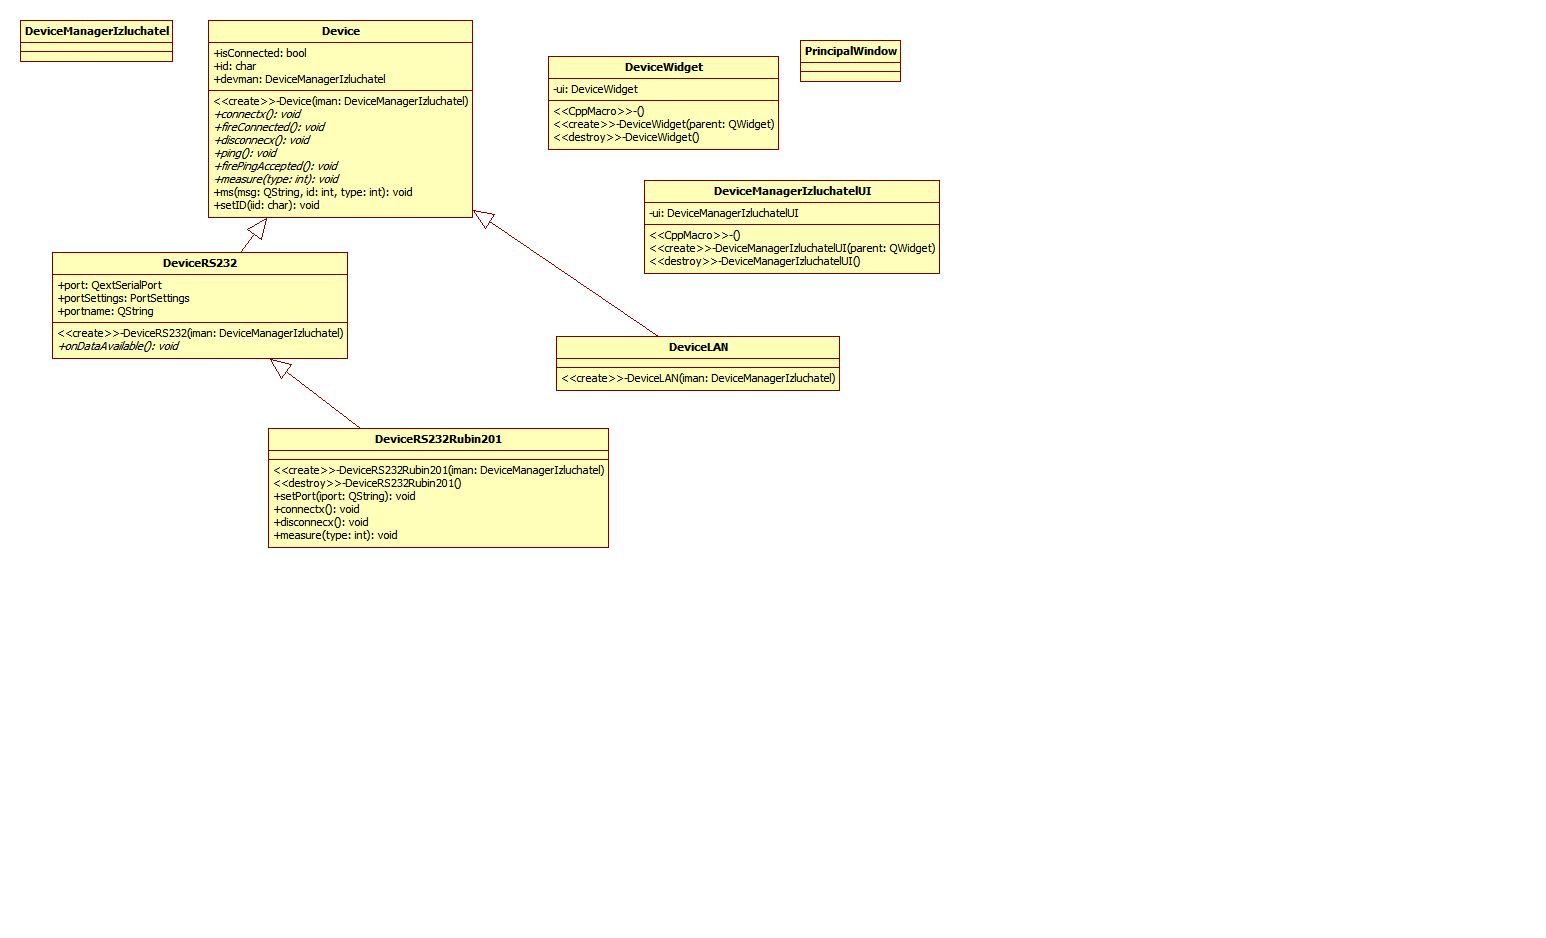 DeviceManagerIzluchatel
Device
+isConnected: bool
+id: char
+devman: DeviceManagerIzluchatel
<<create>>-Device(iman: DeviceManagerIzluchatel)
+connectx(): void
+fireConnected(): void
+disconnecx(): void
+ping(): void
+firePingAccepted(): void
+measure(type: int): void
+ms(msg: QString, id: int, type: int): void
+setID(iid: char): void
DeviceWidget
-ui: DeviceWidget
<<CppMacro>>-()
<<create>>-DeviceWidget(parent: QWidget)
<<destroy>>-DeviceWidget()
PrincipalWindow
DeviceManagerIzluchatelUI
-ui: DeviceManagerIzluchatelUI
<<CppMacro>>-()
<<create>>-DeviceManagerIzluchatelUI(parent: QWidget)
<<destroy>>-DeviceManagerIzluchatelUI()
DeviceRS232
+port: QextSerialPort
+portSettings: PortSettings
+portname: QString
<<create>>-DeviceRS232(iman: DeviceManagerIzluchatel)
+onDataAvailable(): void
DeviceLAN
<<create>>-DeviceLAN(iman: DeviceManagerIzluchatel)
DeviceRS232Rubin201
<<create>>-DeviceRS232Rubin201(iman: DeviceManagerIzluchatel)
<<destroy>>-DeviceRS232Rubin201()
+setPort(iport: QString): void
+connectx(): void
+disconnecx(): void
+measure(type: int): void